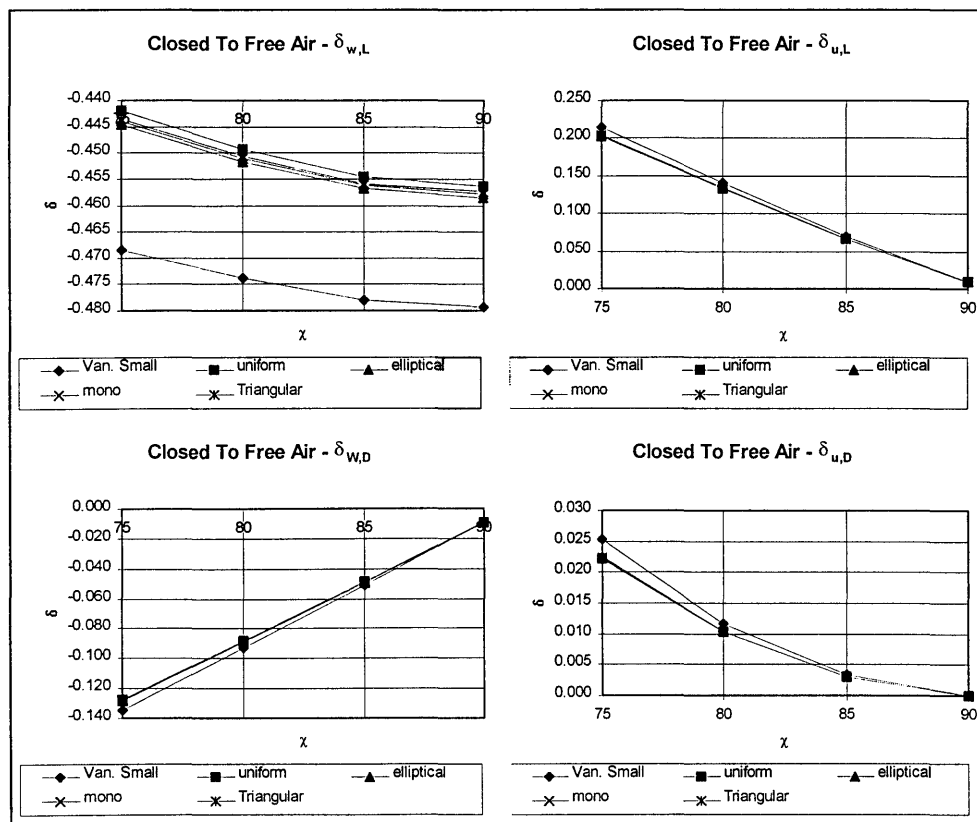 Closed To Free Air - δw,L
-0.440
-0.445
-0.450
-0.455
-0.460
-0.465
-0.470
-0.475
-0.480
δ
75
80
85
90
χ
Van. Small
uniform
elliptical
mono
Triangular
Closed To Free Air - δu,L
0.250
0.200
0.150
0.100
0.050
0.000
δ
75
80
85
90
χ
Van. Small
uniform
elliptical
mono
Triangular
Closed To Free Air - δW,D
0.000
-0.020
-0.040
-0.060
-0.080
-0.100
-0.120
-0.140
δ
75
80
85
90
χ
Van. Small
uniform
elliptical
mono
Triangular
Closed To Free Air - δu,D
0.030
0.025
0.020
0.015
0.010
0.005
0.000
δ
75
80
85
90
χ
Van. Small
uniform
elliptical
mono
Triangular